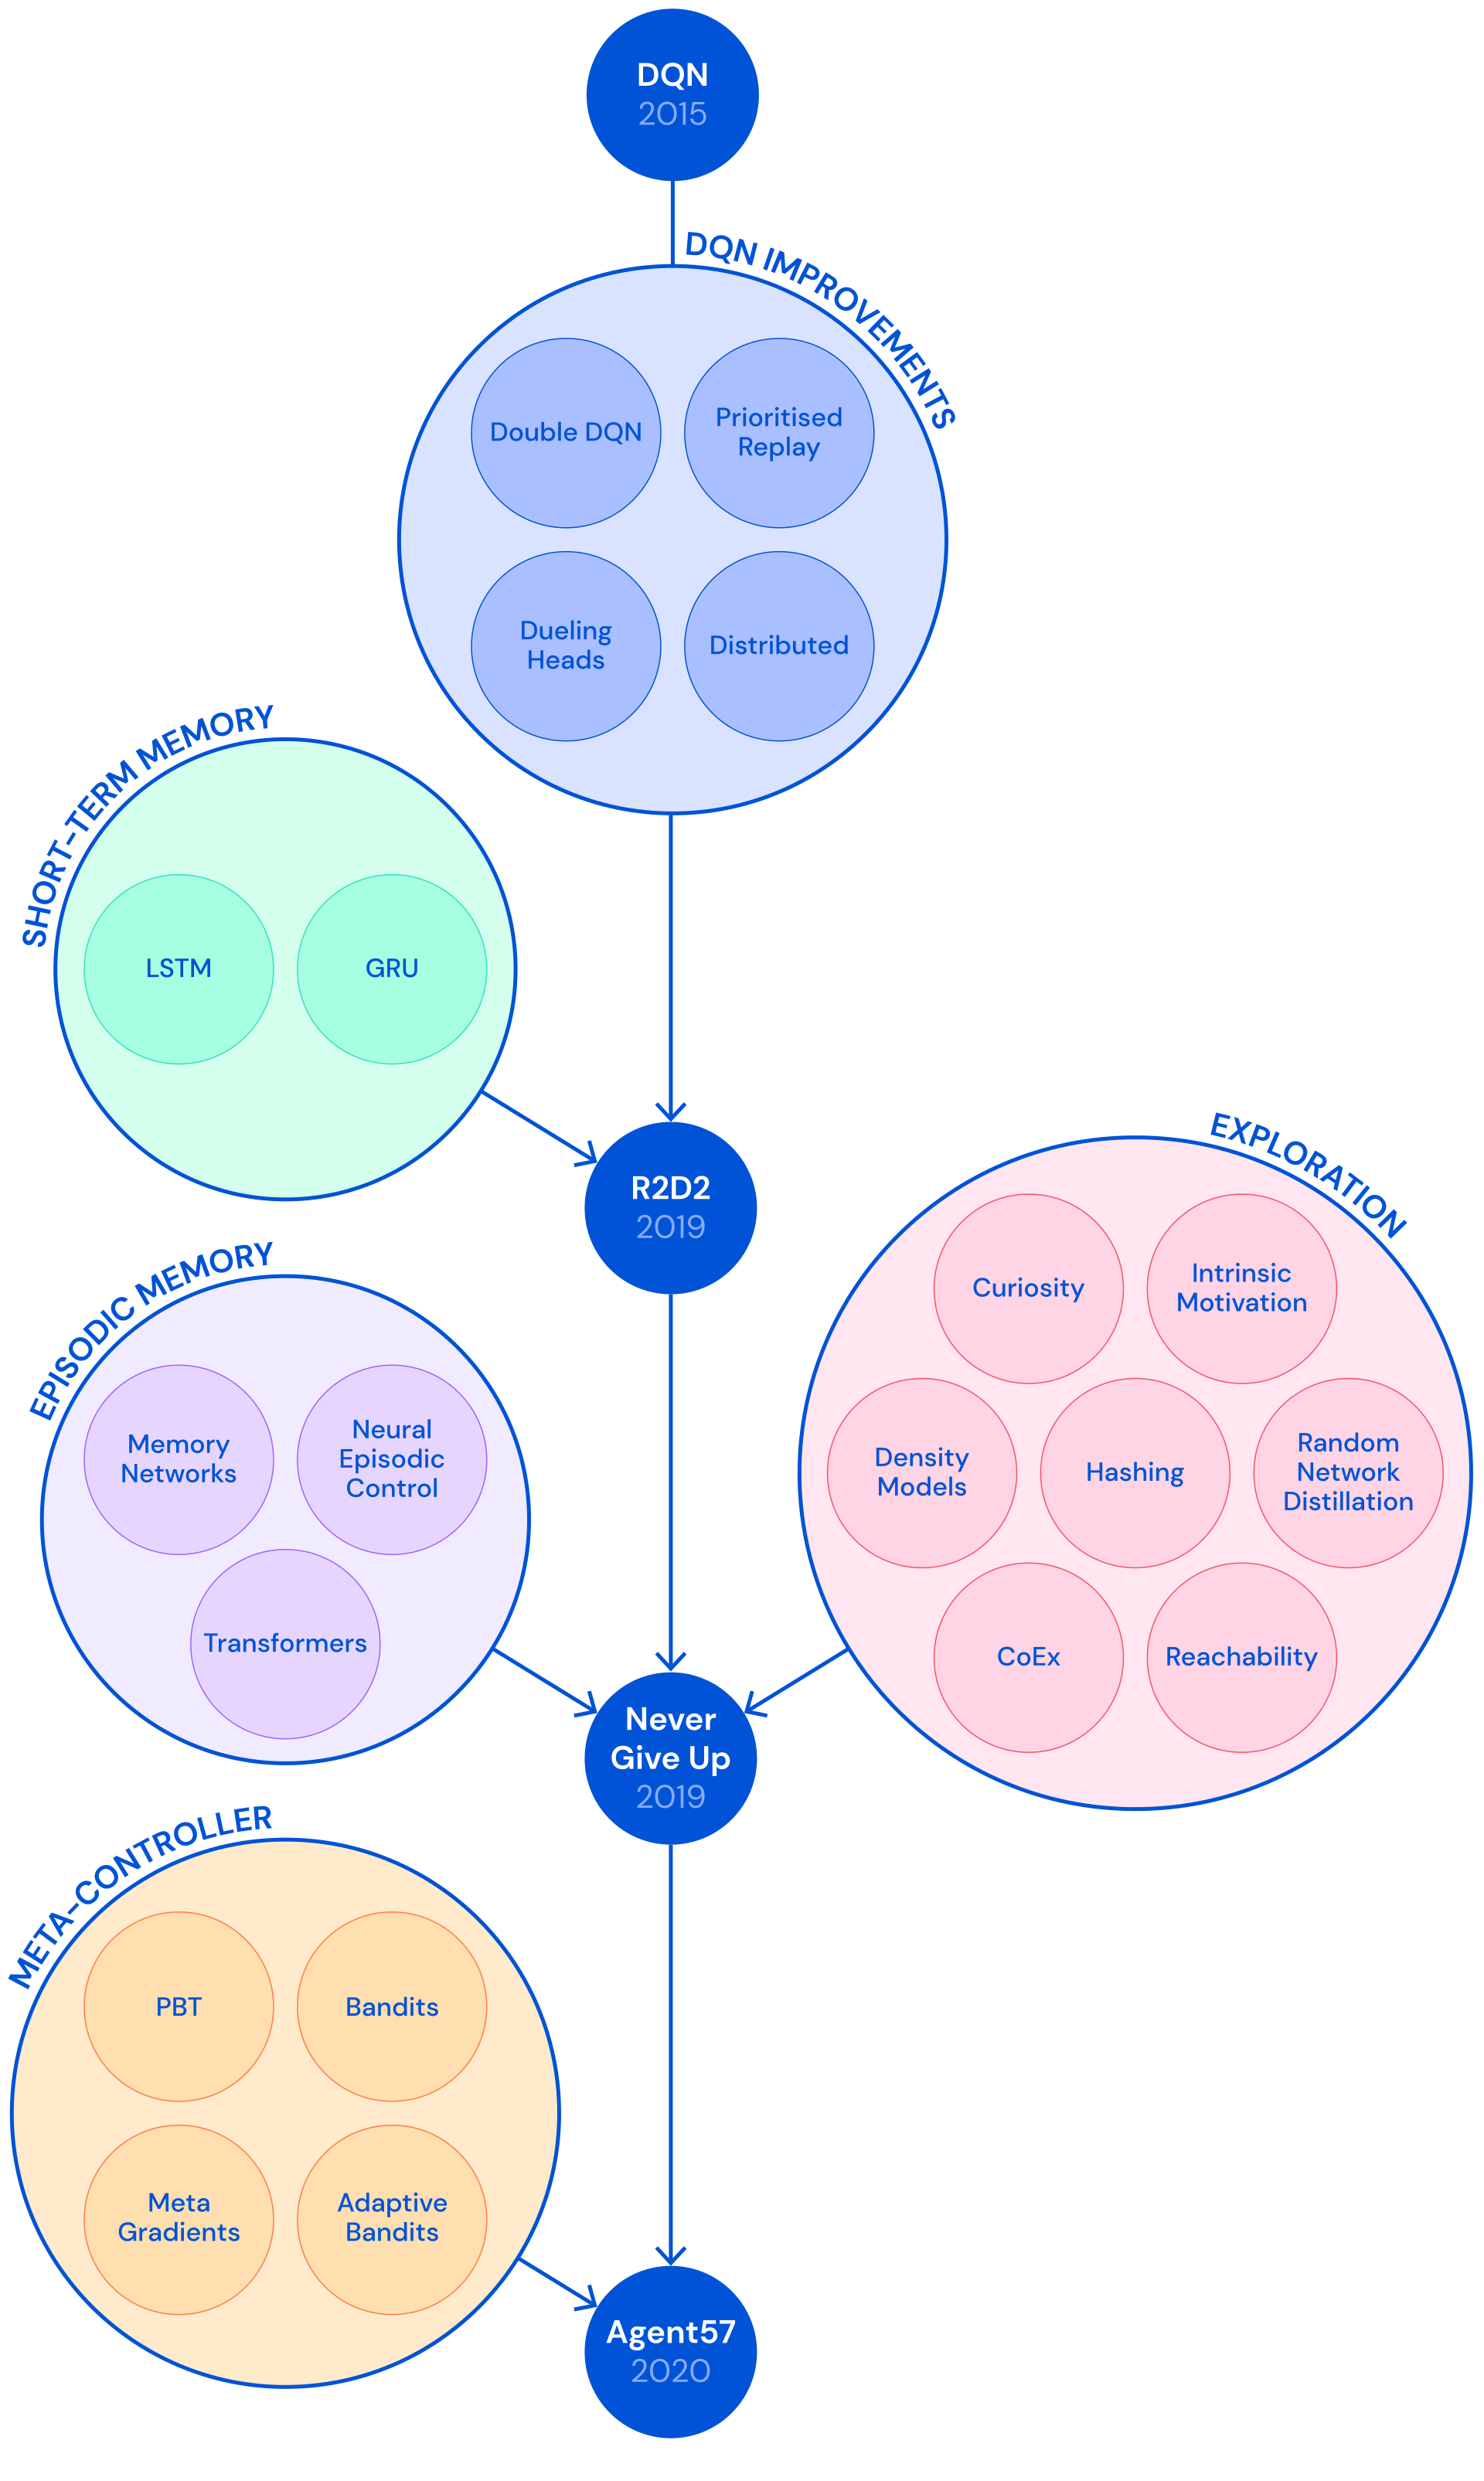 DQN
2015
DQN IMPROVEMENTS
Double DQN
Prioritised
Replay
Dueling
Heads
Distributed
SHORT-TERM MEMORY
LSTM
GRU
R2D2
2019
EXPLORATION
Curiosity
Intrinsic
Motivation
Density
Models
Hashing
Random
Network
Distillation
CoEx
Reachability
EPISODIC MEMORY
Memory
Networks
Neural
Episodic
Control
Transformers
Never
Give Up
2019
META-CONTROLLER
PBT
Bandits
Meta
Gradients
Adaptive
Bandits
Agent57
2020